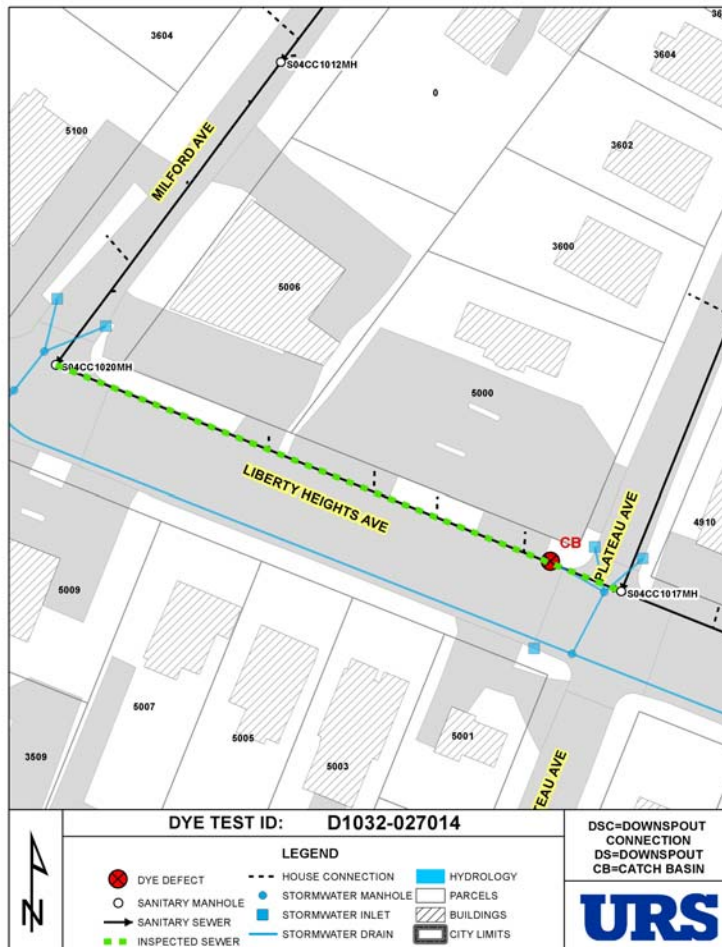 3604
S04CC1012MH
3604
0
5100
3602
MILFORD AVE
3600
5006
S04CC1020MH
5000
LIBERTY HEIGHTS AVE
CB
PLATEAU AVE
4910
S04CC1017MH
5009
5007
5005
5003
5001
3509
TEAU AVE
DYE TEST ID: D1032-027014
LEGEND
DYE DEFECT
SANITARY MANHOLE
SANITARY SEWER
INSPECTED SEWER
HOUSE CONNECTION
STORMWATER MANHOLE
STORMWATER INLET
STORMWATER DRAIN
HYDROLOGY
PARCELS
BUILDINGS
CITY LIMITS
DSC=DOWNSPOUT
CONNECTION
DS=DOWNSPOUT
CB=CATCH BASIN
N
URS